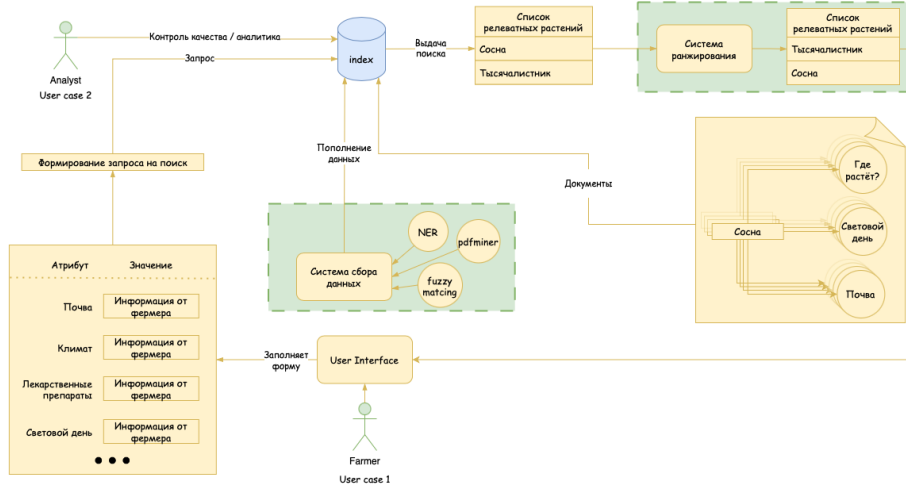 Analyst
User case 2
Контроль качества / аналитика
Запрос
index
Выдача
поиска
Список
релеватных растений
Сосна
Тысячалистник
Система
ранжирования
Список
релеватных растений
Тысячалистник
Сосна
Формирование запроса на поиск
Пополнение
данных
Документы
Где
растёт?
Сосна
Световой
день
Почва
NER
pdfminer
Система сбора
данных
fuzzy
matcing
Атрибут
Значение
Почва
Информация от
фермера
Климат
Информация от
фермера
Лекарственные
препараты
Информация от
фермера
Световой день
Информация от
фермера
Заполняет
форму
User Interface
Farmer
User case 1